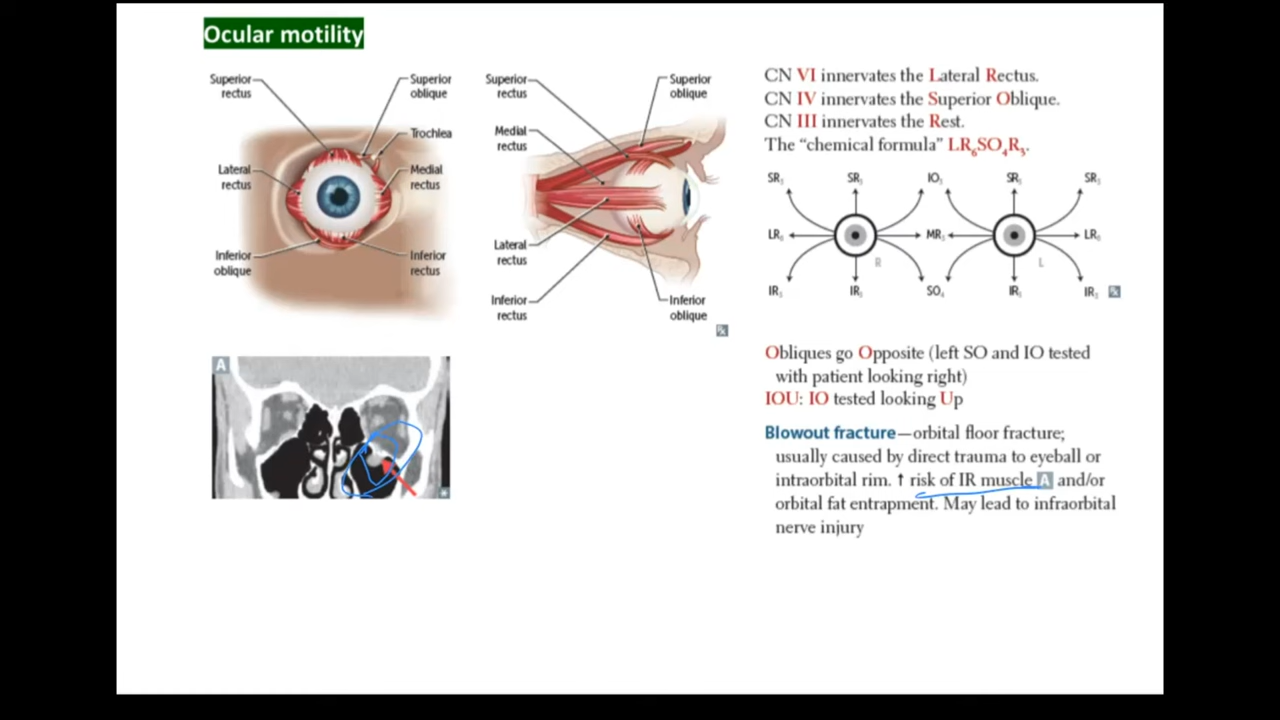 Ocular motility
Superior
rectus
Superior
oblique
Trochlea
Lateral
rectus
Medial
rectus
Inferior
oblique
Inferior
rectus
Superior
rectus
Superior
oblique
Medial
rectus
Lateral
rectus
Inferior
rectus
Inferior
oblique
CN VI innervates the Lateral Rectus.
CN IV innervates the Superior Oblique.
CN III innervates the Rest.
The “chemical formula” LR₆SO₄R₃.
SR₃ SR₃ IO₃ SR₃ SR₃
LR₆ MR₃ LR₆
R L
IR₃ IR₃ SO₄ IR₃ IR₃
A
Obliques go Opposite (left SO and IO tested
with patient looking right)
IOU: IO tested looking Up
Blowout fracture—orbital floor fracture;
usually caused by direct trauma to eyeball or
intraorbital rim. ↑ risk of IR muscle A and/or
orbital fat entrapment. May lead to infraorbital
nerve injury